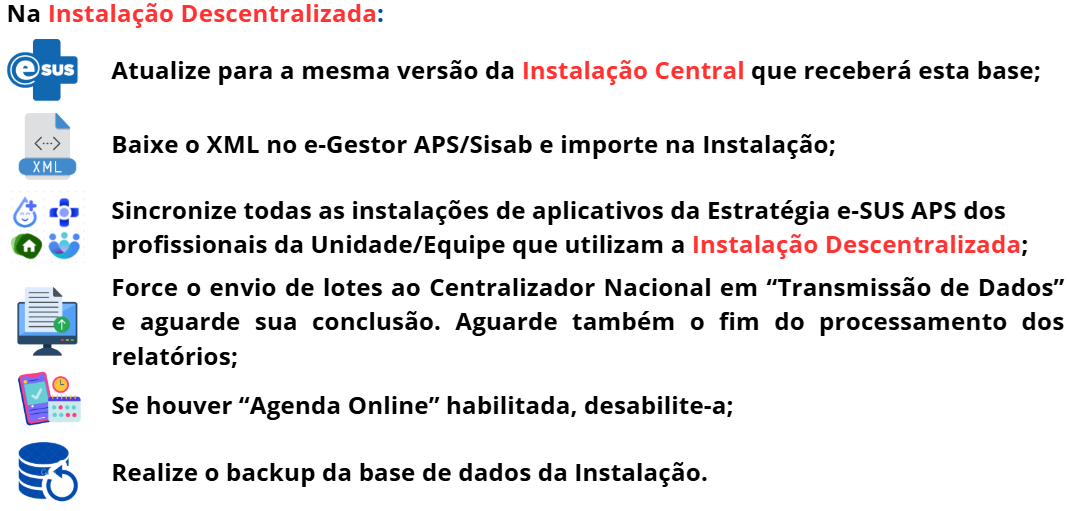 Na Instalação Descentralizada:
e sus
Atualize para a mesma versão da Instalação Central que receberá esta base;
XML
Baixe o XML no e-Gestor APS/Sisab e importe na Instalação;
Sincronize todas as instalações de aplicativos da Estratégia e-SUS APS dos
profissionais da Unidade/Equipe que utilizam a Instalação Descentralizada;
Force o envio de lotes ao Centralizador Nacional em “Transmissão de Dados”
e aguarde sua conclusão. Aguarde também o fim do processamento dos
relatórios;
Se houver “Agenda Online” habilitada, desabilite-a;
Realize o backup da base de dados da Instalação.